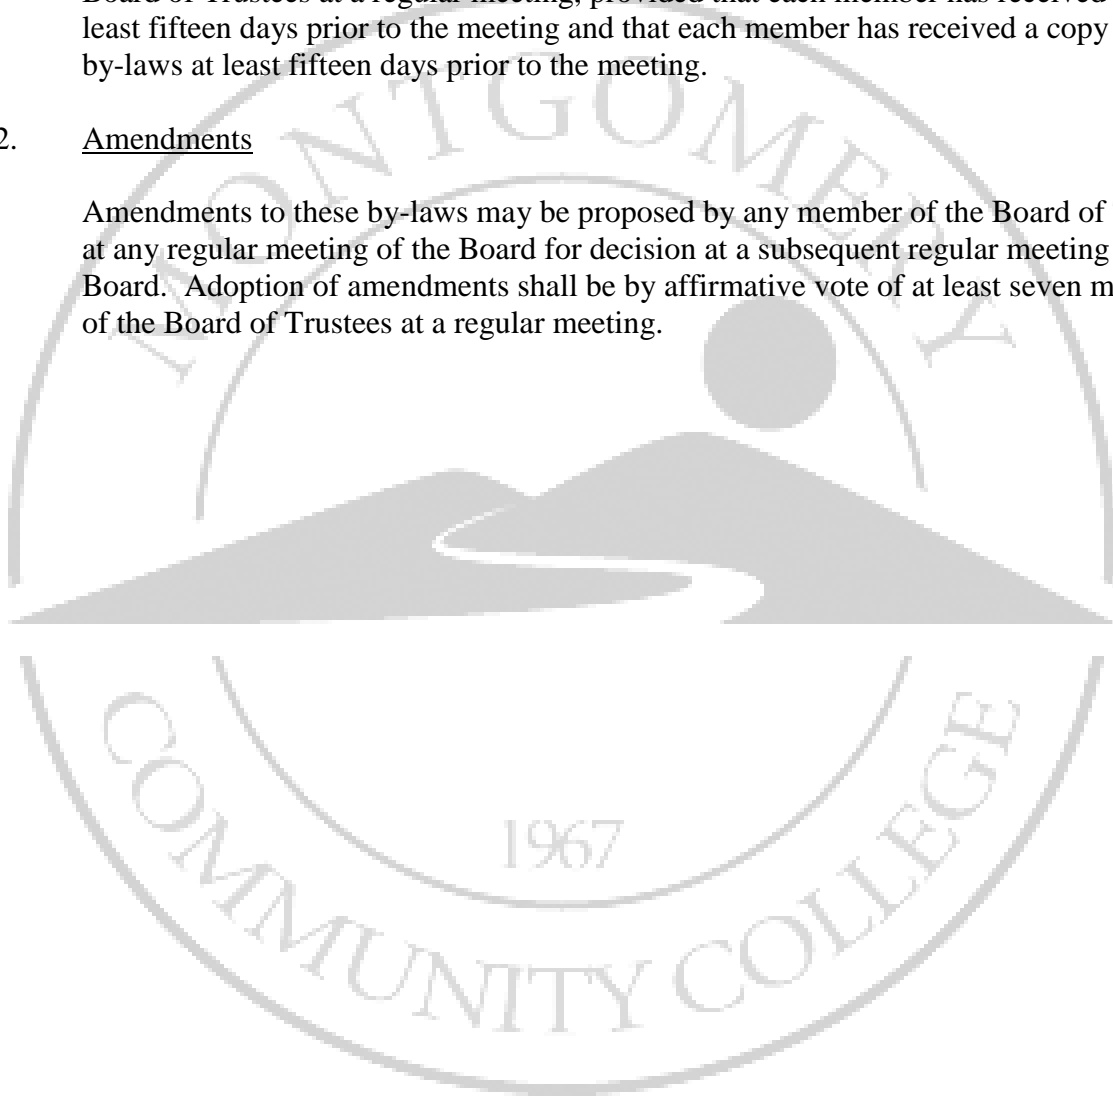 Board of Trustees at a regular meeting, provided that each member has received
least fifteen days prior to the meeting and that each member has received a copy
by-laws at least fifteen days prior to the meeting.
2. Amendments
Amendments to these by-laws may be proposed by any member of the Board of
at any regular meeting of the Board for decision at a subsequent regular meeting
Board. Adoption of amendments shall be by affirmative vote of at least seven m
of the Board of Trustees at a regular meeting.
MONTGOMERY
1967
COMMUNITY COLLEGE